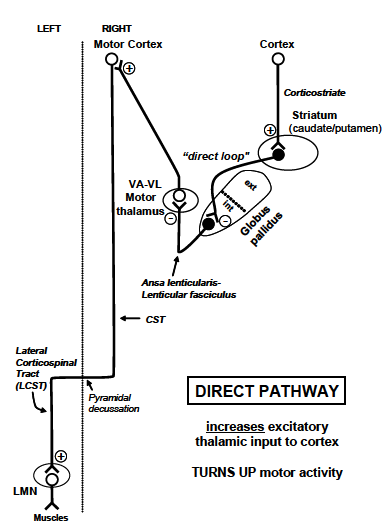 LEFT
RIGHT
Motor Cortex
Cortex
+
Corticostriate
Striatum
(caudate/putamen)
+
"direct loop"
VA-VL
Motor
thalamus
-
ext
int
-
Globus
pallidus
Ansa lenticularis-
Lenticular fasciculus
CST
Lateral
Corticospinal
Tract
(LCST)
Pyramidal
decussation
DIRECT PATHWAY
increases excitatory
thalamic input to cortex
TURNS UP motor activity
+
LMN
Muscles